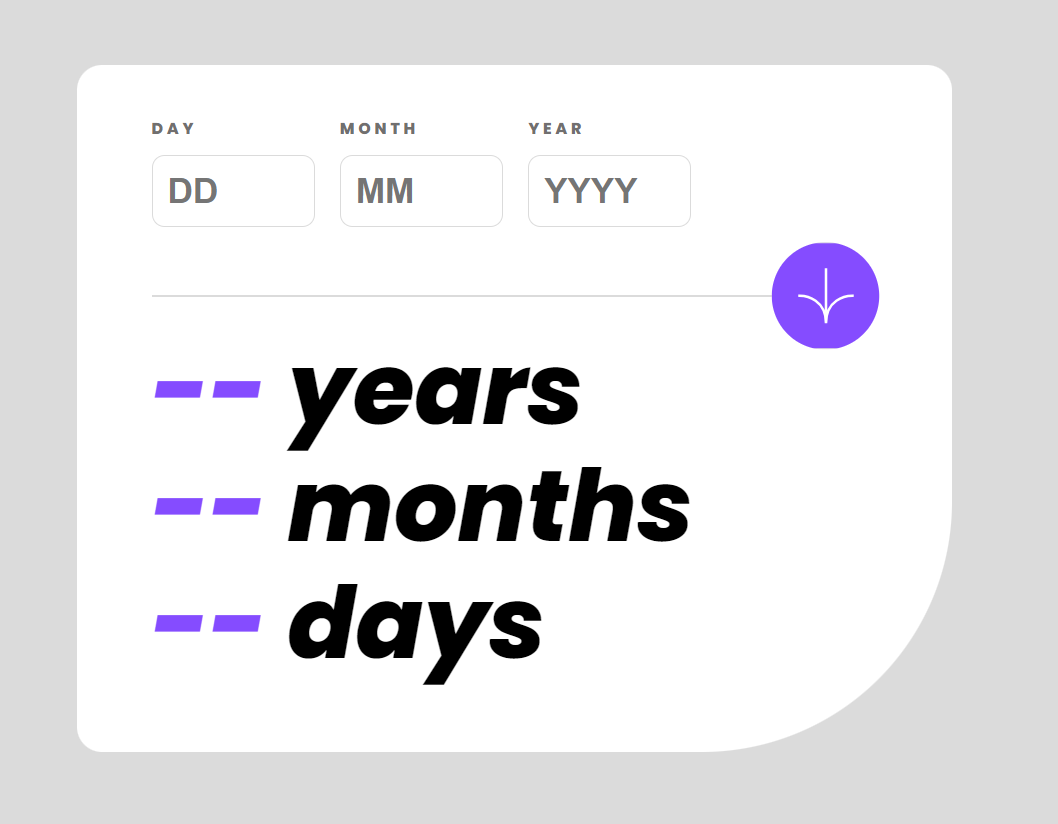 DAY MONTH YEAR
DD MM YYYY
-- years
-- months
-- days